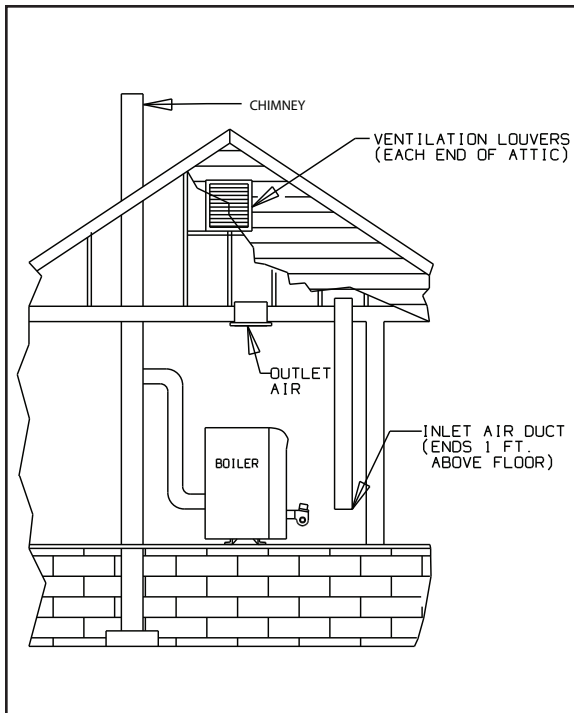 CHIMNEY
VENTILATION LOUVERS
(EACH END OF ATTIC)
OUTLET
AIR
INLET AIR DUCT
(ENDS 1 FT.
ABOVE FLOOR)
BOILER